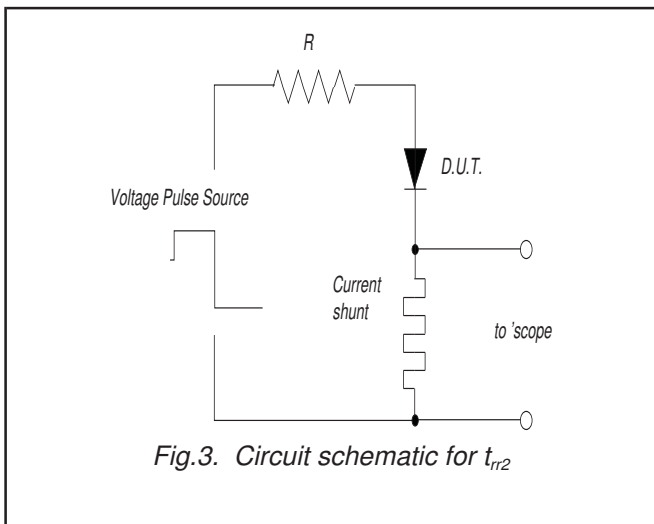 R
D.U.T.
Voltage Pulse Source
Current
shunt
to 'scope
Fig.3. Circuit schematic for trr2